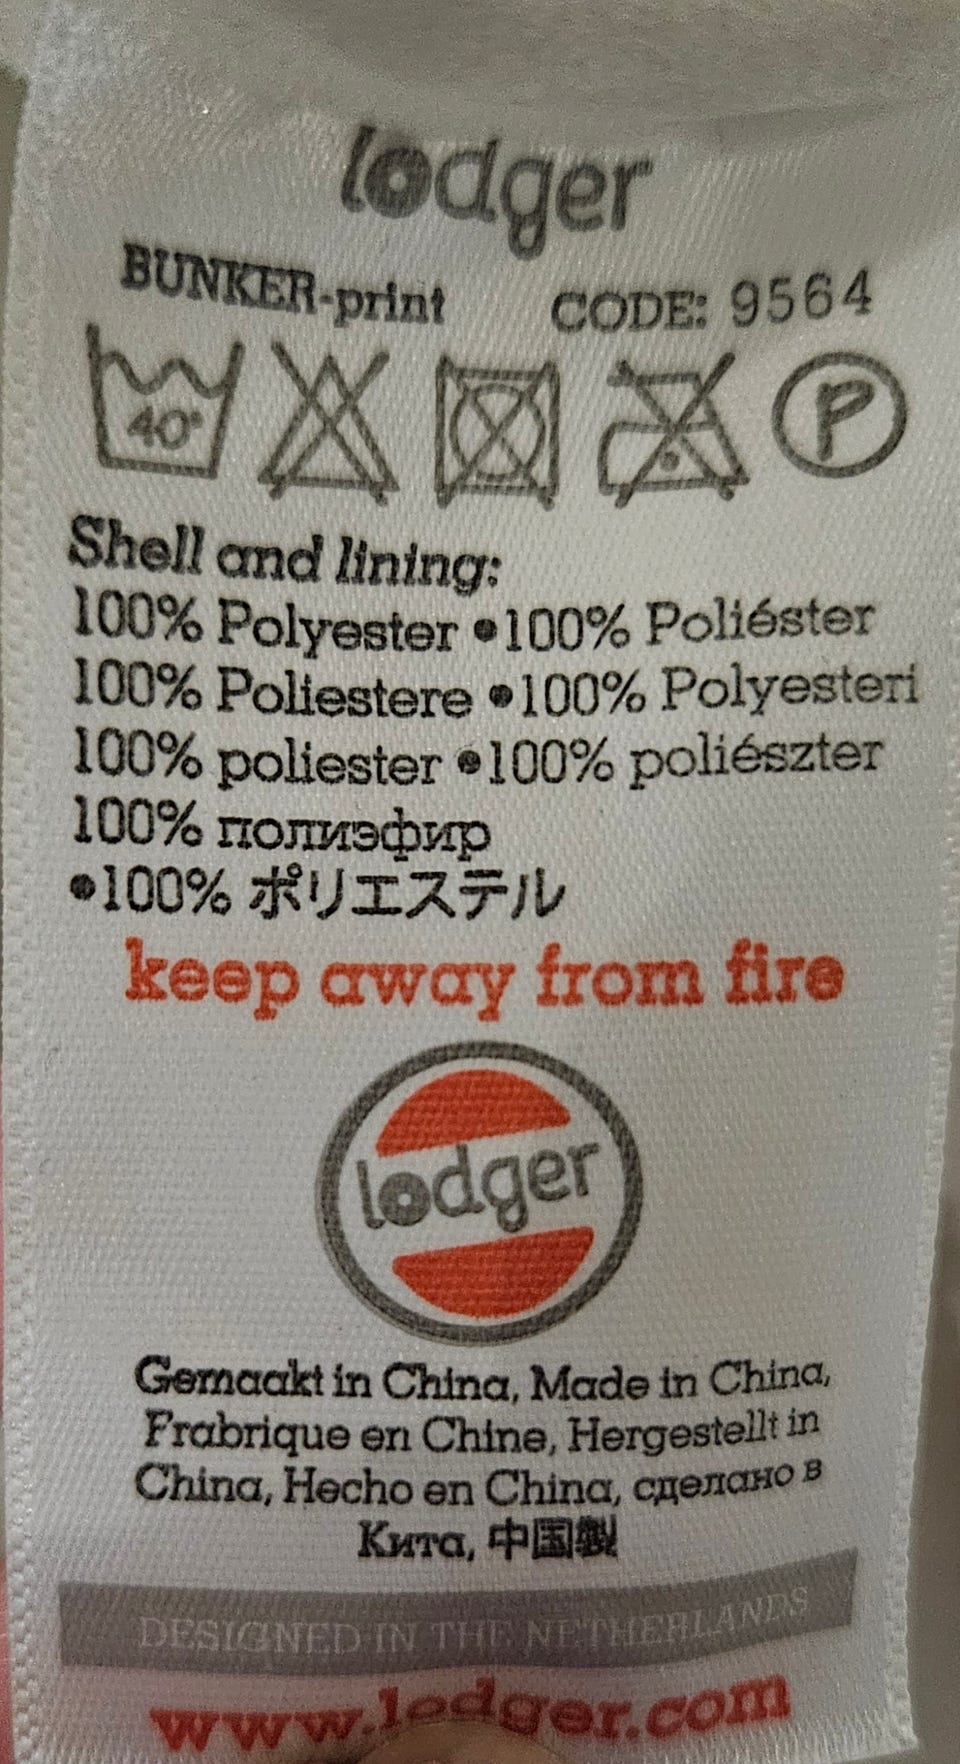 lodger
BUNKER-print CODE: 9564
40° P
Shell and lining:
100% Polyester •100% Poliéster
100% Poliestere •100% Polyesteri
100% poliester •100% poliészter
100% полиэфир
•100% ポリエステル
keep away from fire
lodger
Gemaakt in China, Made in China,
Frabrique en Chine, Hergestellt in
China, Hecho en China, сделано в
Кита, 中国製
DESIGNED IN THE NETHERLANDS
www.lodger.com